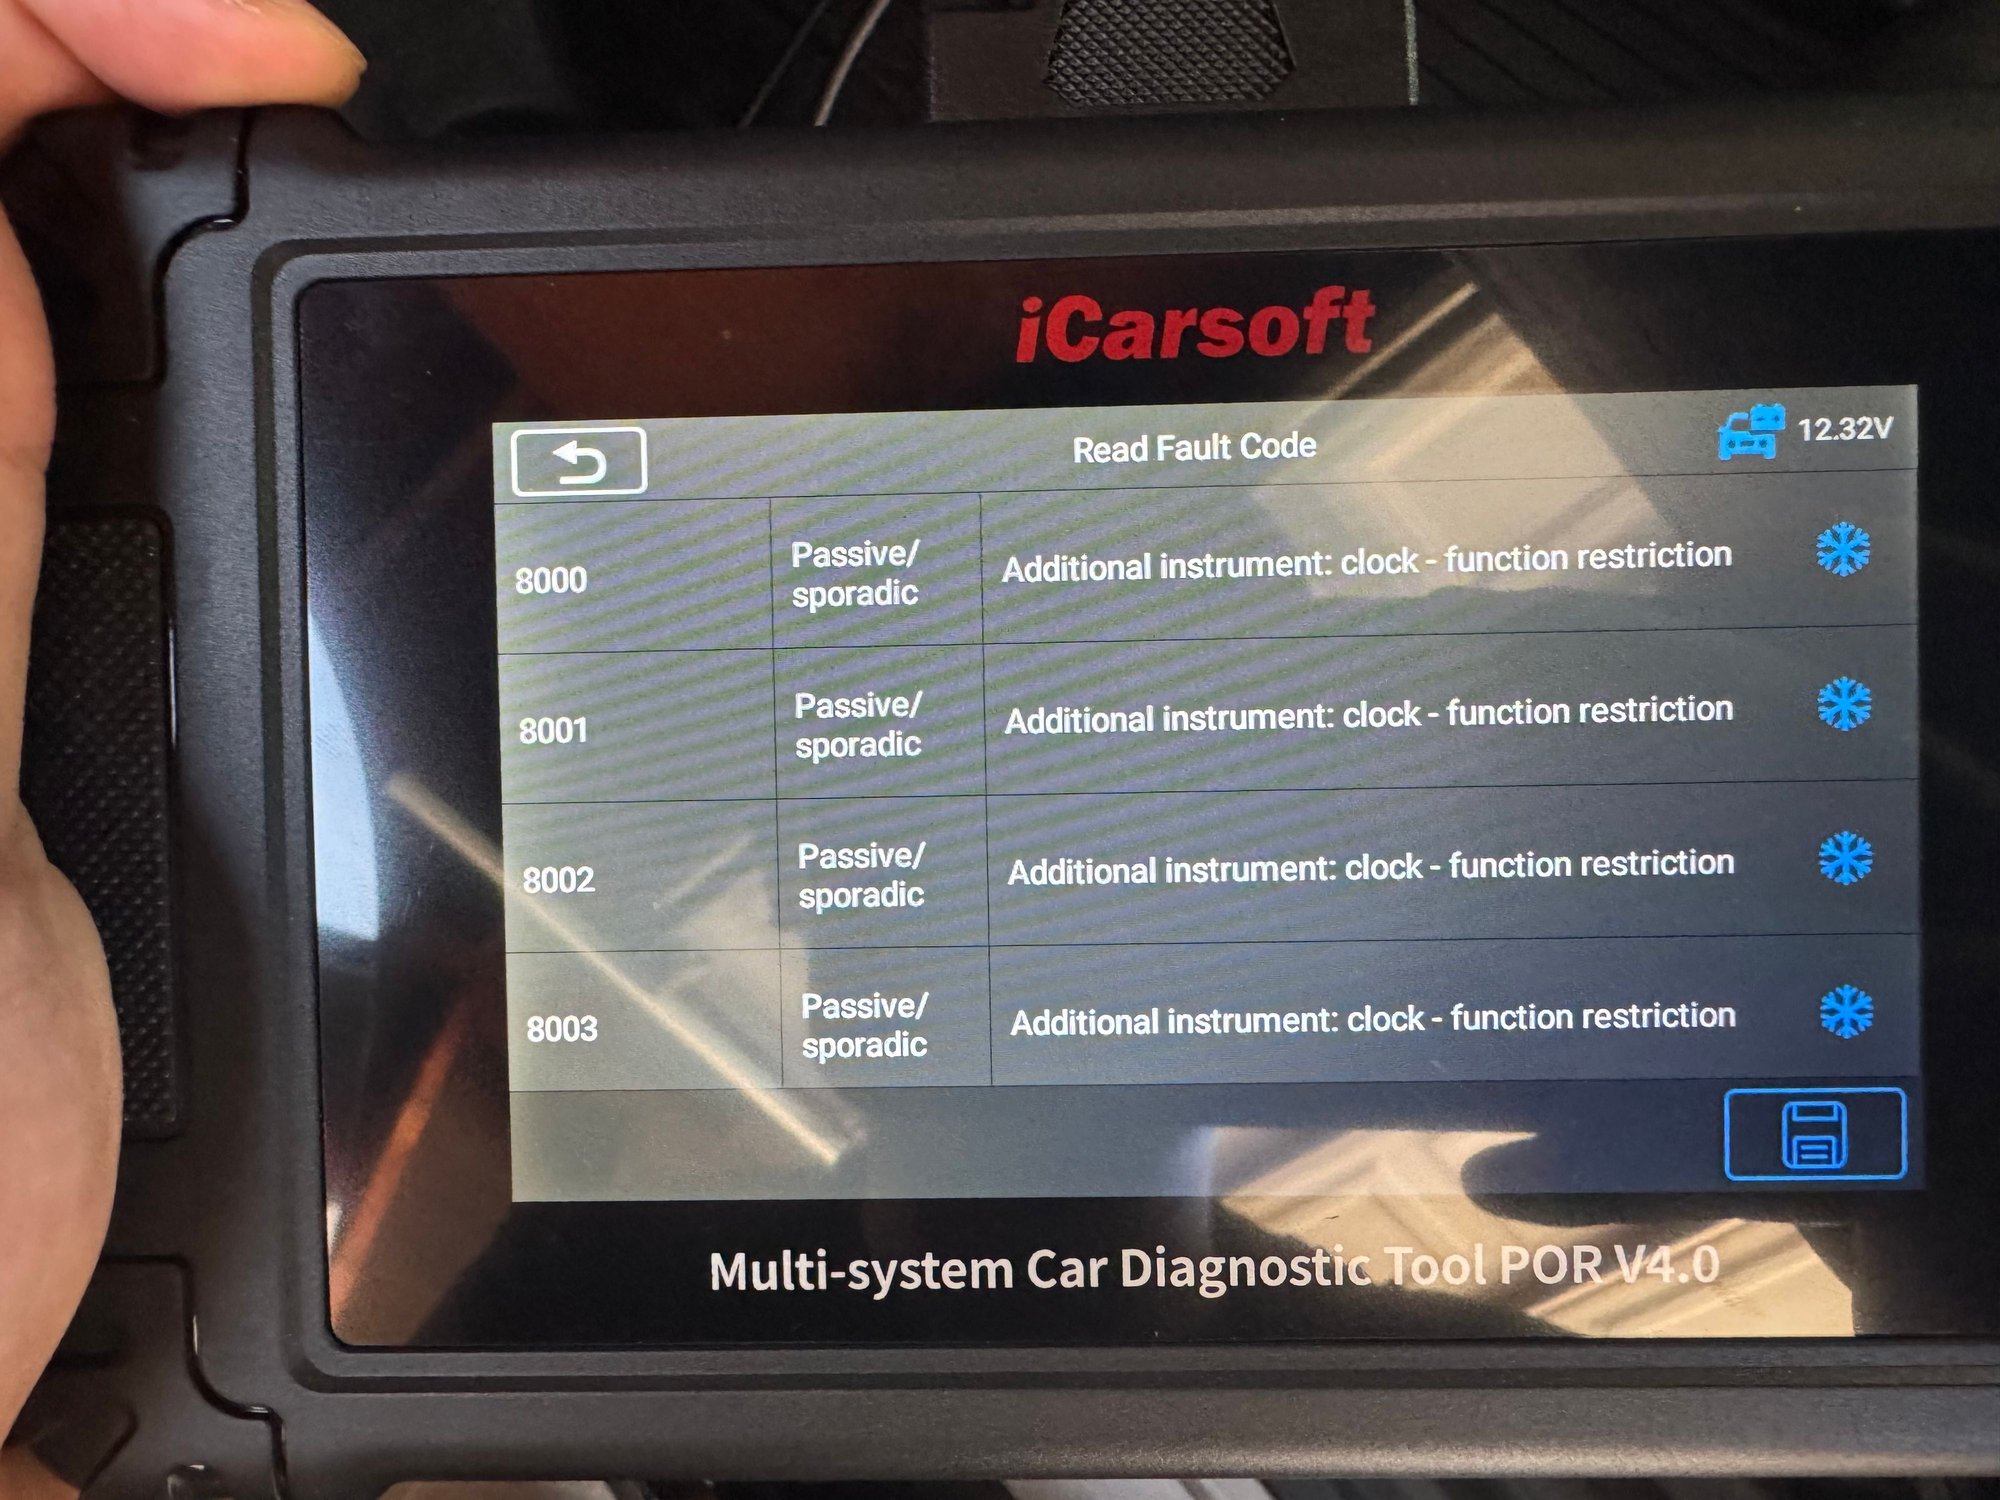 iCarsoft
Read Fault Code
12.32V
8000
Passive/
sporadic
Additional instrument: clock - function restriction
8001
Passive/
sporadic
Additional instrument: clock - function restriction
8002
Passive/
sporadic
Additional instrument: clock - function restriction
8003
Passive/
sporadic
Additional instrument: clock - function restriction
Multi-system Car Diagnostic Tool POR V4.0